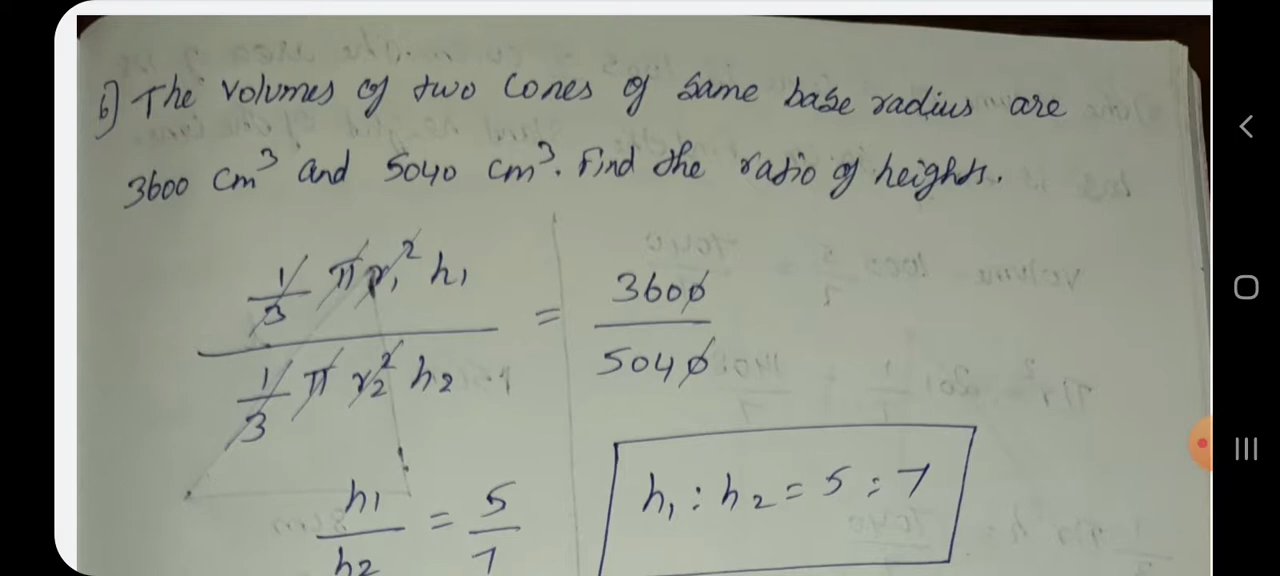 6) The volumes of two cones of same base radius are
3600 cm³ and 5040 cm³. Find the ratio of heights.
1/3 π r₁² h₁ / 1/3 π r₂² h₂ = 3600 / 5040
h₁ / h₂ = 5 / 7
h₁ : h₂ = 5 : 7